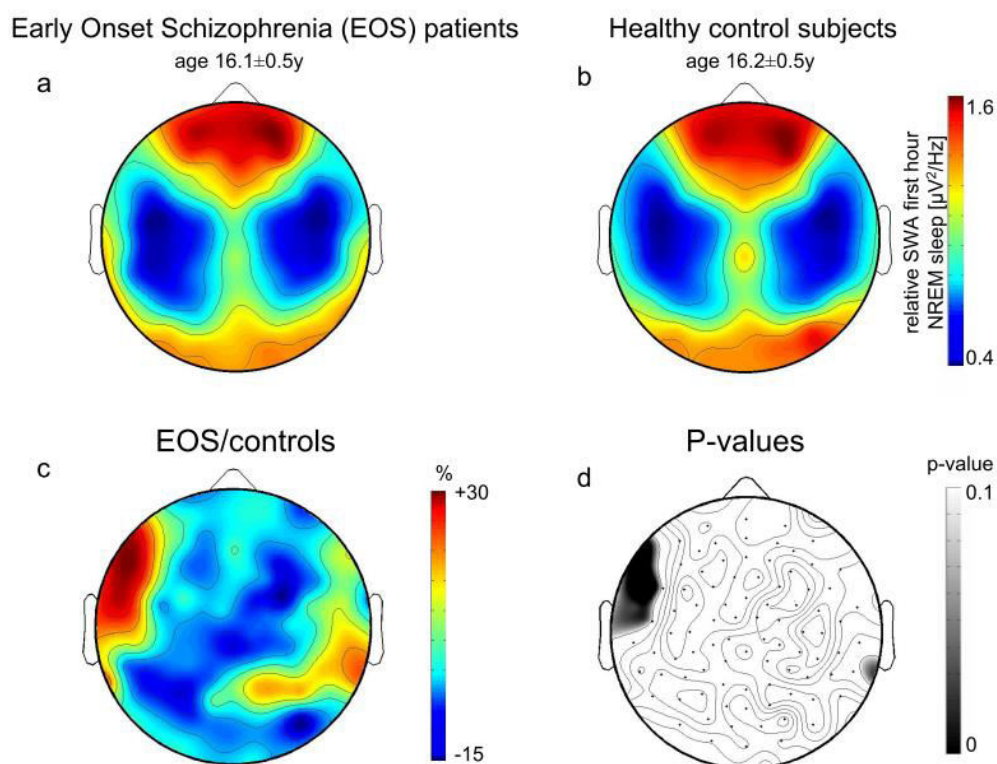 Early Onset Schizophrenia (EOS) patients
age 16.1±0.5y
a
Healthy control subjects
age 16.2±0.5y
b
1.6
relative SWA first hour
NREM sleep [µV²/Hz]
0.4
EOS/controls
c
%
+30
-15
P-values
d
p-value
0.1
0